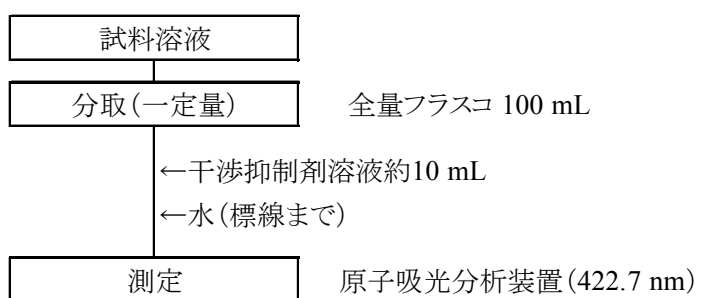 試料溶液
分取(一定量) 全量フラスコ 100 mL
←干渉抑制剤溶液約10 mL
←水(標線まで)
測定 原子吸光分析装置(422.7 nm)